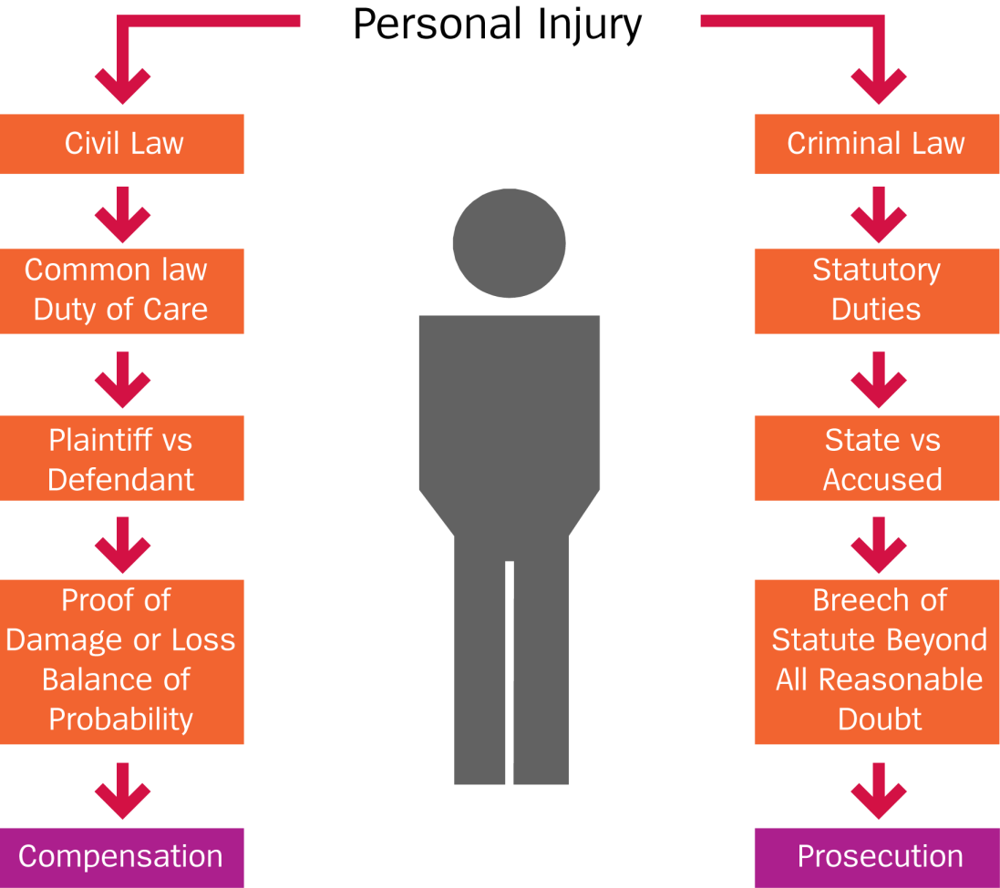 Personal Injury
Civil Law
Common law
Duty of Care
Plaintiff vs
Defendant
Proof of
Damage or Loss
Balance of
Probability
Compensation
Criminal Law
Statutory
Duties
State vs
Accused
Breech of
Statute Beyond
All Reasonable
Doubt
Prosecution